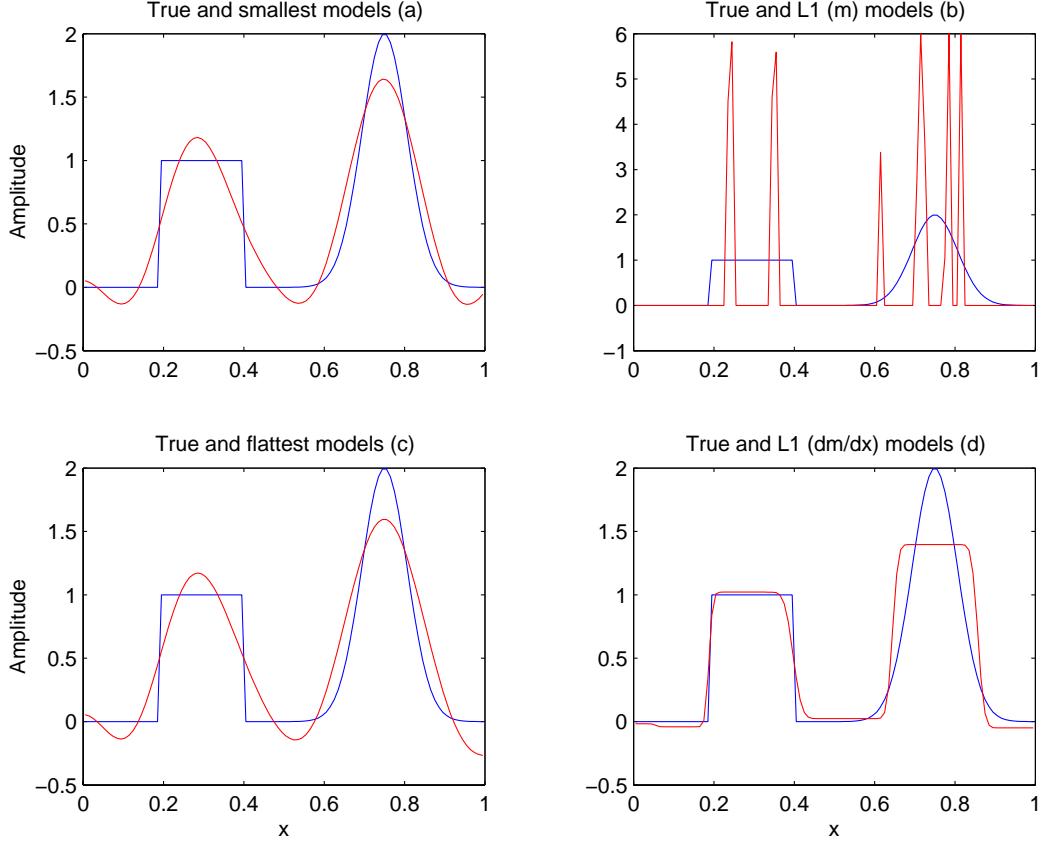 True and smallest models (a)
2
1.5
1
0.5
0
−0.5
Amplitude
0 0.2 0.4 0.6 0.8 1
True and L1 (m) models (b)
6
5
4
3
2
1
0
−1
0 0.2 0.4 0.6 0.8 1
True and flattest models (c)
2
1.5
1
0.5
0
−0.5
Amplitude
0 0.2 0.4 0.6 0.8 1
x
True and L1 (dm/dx) models (d)
2
1.5
1
0.5
0
−0.5
0 0.2 0.4 0.6 0.8 1
x